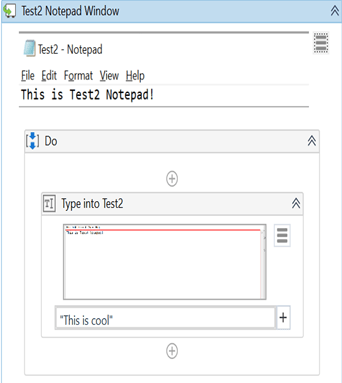 Test2 Notepad Window
Test2 - Notepad
File Edit Format View Help
This is Test2 Notepad!
Do
Type into Test2
"This is cool"